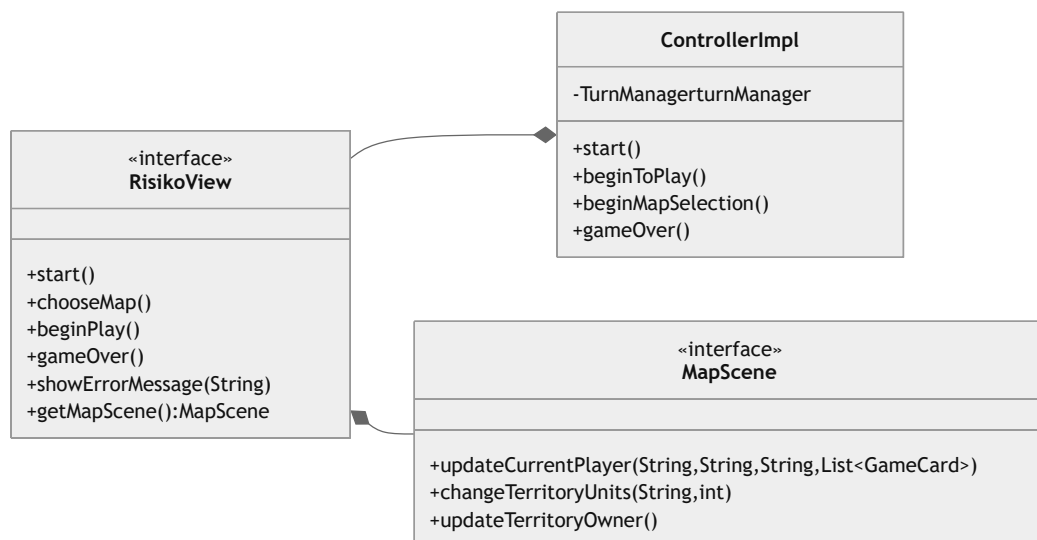 ControllerImpl
-TurnManagerturnManager
+start()
+beginToPlay()
+beginMapSelection()
+gameOver()
«interface»
RisikoView
+start()
+chooseMap()
+beginPlay()
+gameOver()
+showErrorMessage(String)
+getMapScene():MapScene
«interface»
MapScene
+updateCurrentPlayer(String,String,String,List<GameCard>)
+changeTerritoryUnits(String,int)
+updateTerritoryOwner()